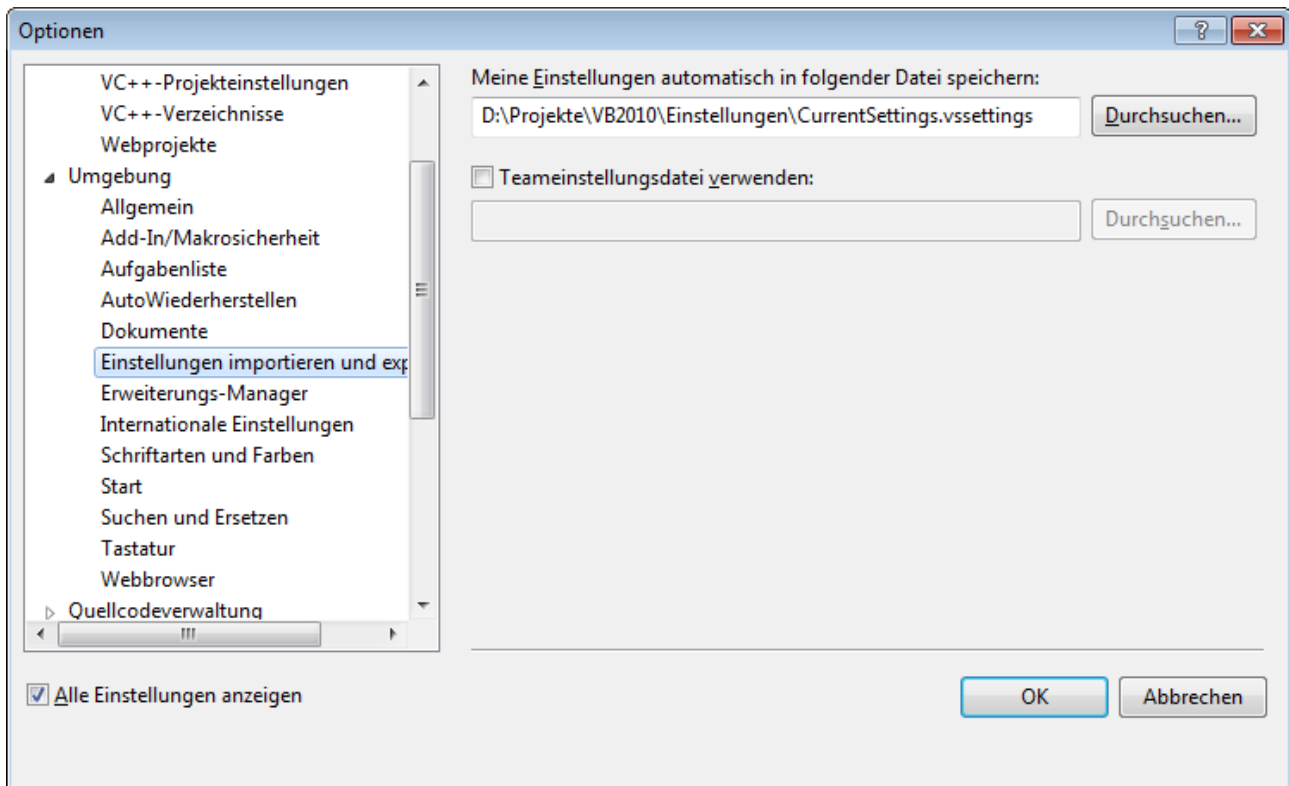 Optionen
VC++-Projekteinstellungen
VC++-Verzeichnisse
Webprojekte
Umgebung
Allgemein
Add-In/Makrosicherheit
Aufgabenliste
AutoWiederherstellen
Dokumente
Einstellungen importieren und exp
Erweiterungs-Manager
Internationale Einstellungen
Schriftarten und Farben
Start
Suchen und Ersetzen
Tastatur
Webbrowser
Quellcodeverwaltung
Meine Einstellungen automatisch in folgender Datei speichern:
D:\Projekte\VB2010\Einstellungen\CurrentSettings.vssettings
Durchsuchen...
Teameinstellungsdatei verwenden:
Durchsuchen...
Alle Einstellungen anzeigen
OK
Abbrechen